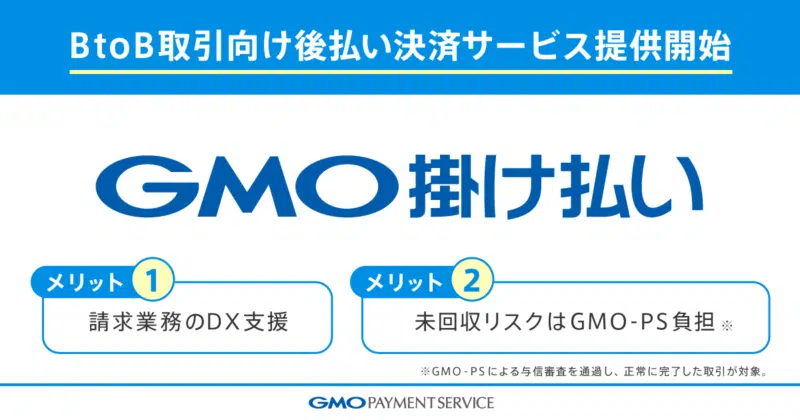 BtoB取引向け後払い決済サービス提供開始
GMO掛け払い
メリット 1
請求業務のDX支援
メリット 2
未回収リスクはGMO-PS負担 ※
※GMO-PSによる与信審査を通過し、正常に完了した取引が対象。
GMO PAYMENT SERVICE